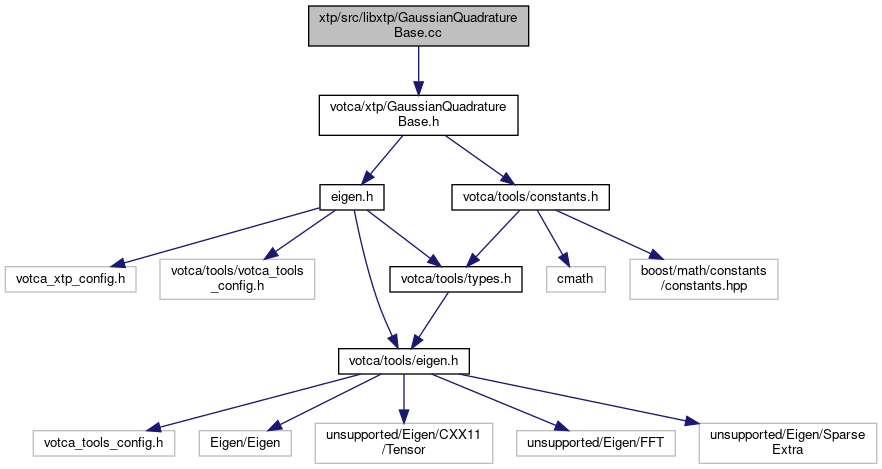 xtp/src/libxtp/GaussianQuadrature
Base.cc
votca/xtp/GaussianQuadrature
Base.h
eigen.h
votca/tools/constants.h
votca_xtp_config.h
votca/tools/votca_tools
_config.h
votca/tools/types.h
cmath
boost/math/constants
/constants.hpp
votca/tools/eigen.h
votca_tools_config.h
Eigen/Eigen
unsupported/Eigen/CXX11
/Tensor
unsupported/Eigen/FFT
unsupported/Eigen/Sparse
Extra